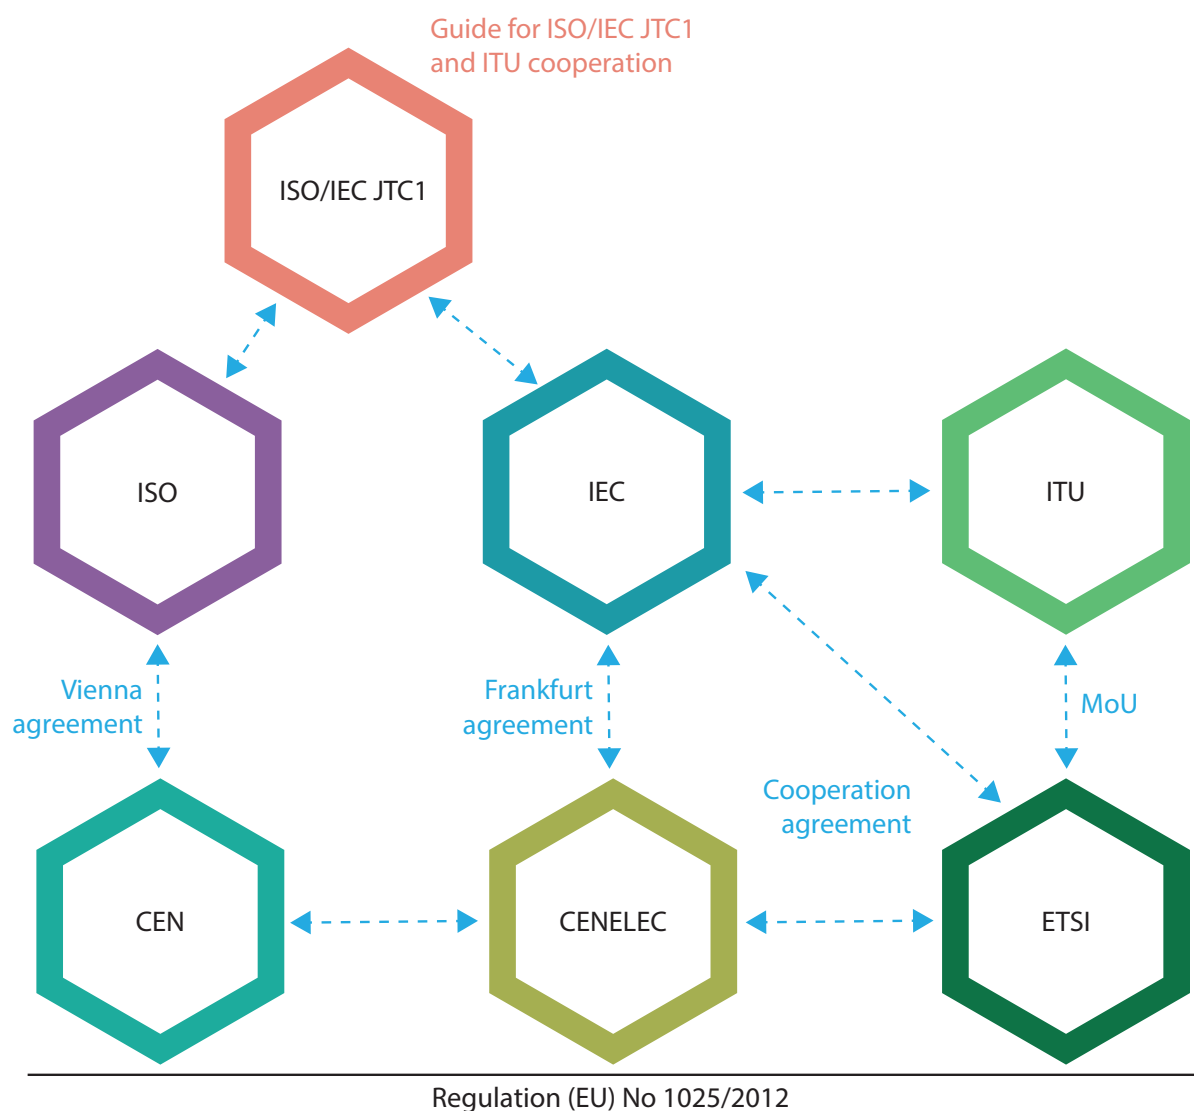 Guide for ISO/IEC JTC1
and ITU cooperation
ISO/IEC JTC1
ISO
IEC
ITU
Vienna
agreement
Frankfurt
agreement
MoU
Cooperation
agreement
CEN
CENELEC
ETSI
Regulation (EU) No 1025/2012